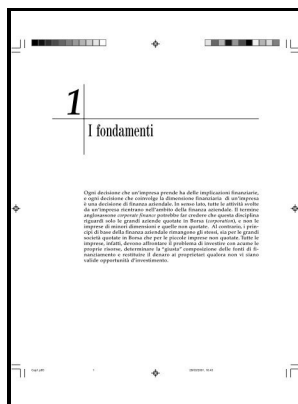 1
I fondamenti
Ogni decisione che un'impresa prende ha delle implicazioni finanziarie,
e ogni decisione che coinvolge la dimensione finanziaria di un'impresa
è una decisione di finanza aziendale. In senso lato, tutte le attività svolte
da un'impresa rientrano nell'ambito della finanza aziendale. Il termine
anglosassone corporate finance potrebbe far credere che questa disciplina
riguardi solo le grandi aziende quotate in Borsa (corporation), e non le
imprese di minori dimensioni e quelle non quotate. Al contrario, i prin-
cipi di base della finanza aziendale rimangono gli stessi, sia per le grandi
società quotate in Borsa che per le piccole imprese non quotate. Tutte le
imprese, infatti, devono affrontare il problema di investire con acume le
proprie risorse, determinare la "giusta" composizione delle fonti di fi-
nanziamento e restituire il denaro ai proprietari qualora non vi siano
valide opportunità d'investimento.
1